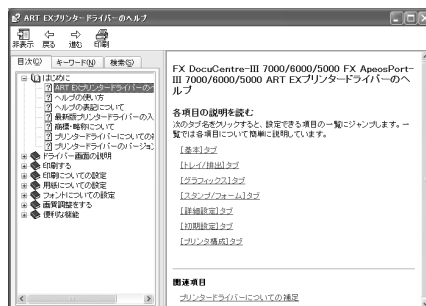 ART EXプリンタードライバーのヘルプ
非表示 戻る 進む 印刷
目次(C) キーワード(N) 検索(S)
はじめに
ART EXプリンタードライバーのヘ
ヘルプの使い方
ヘルプの表記について
最新版プリンタードライバーの入
商標・略称について
プリンタードライバーについての補
プリンタードライバーのバージョン
ドライバー画面の説明
印刷する
印刷についての設定
用紙についての設定
フォントについての設定
画質調整をする
便利な機能
FX DocuCentre-III 7000/6000/5000 FX ApeosPort-
III 7000/6000/5000 ART EXプリンタードライバーのヘ
ルプ
各項目の説明を読む
次のタブ名をクリックすると、設定できる項目の一覧にジャンプします。一
覧では各項目について簡単に説明しています。
[基本]タブ
[トレイ/排出]タブ
[グラフィックス]タブ
[スタンプ/フォーム]タブ
[詳細設定]タブ
[初期設定]タブ
[プリンタ構成]タブ
関連項目
プリンタードライバーについての補足